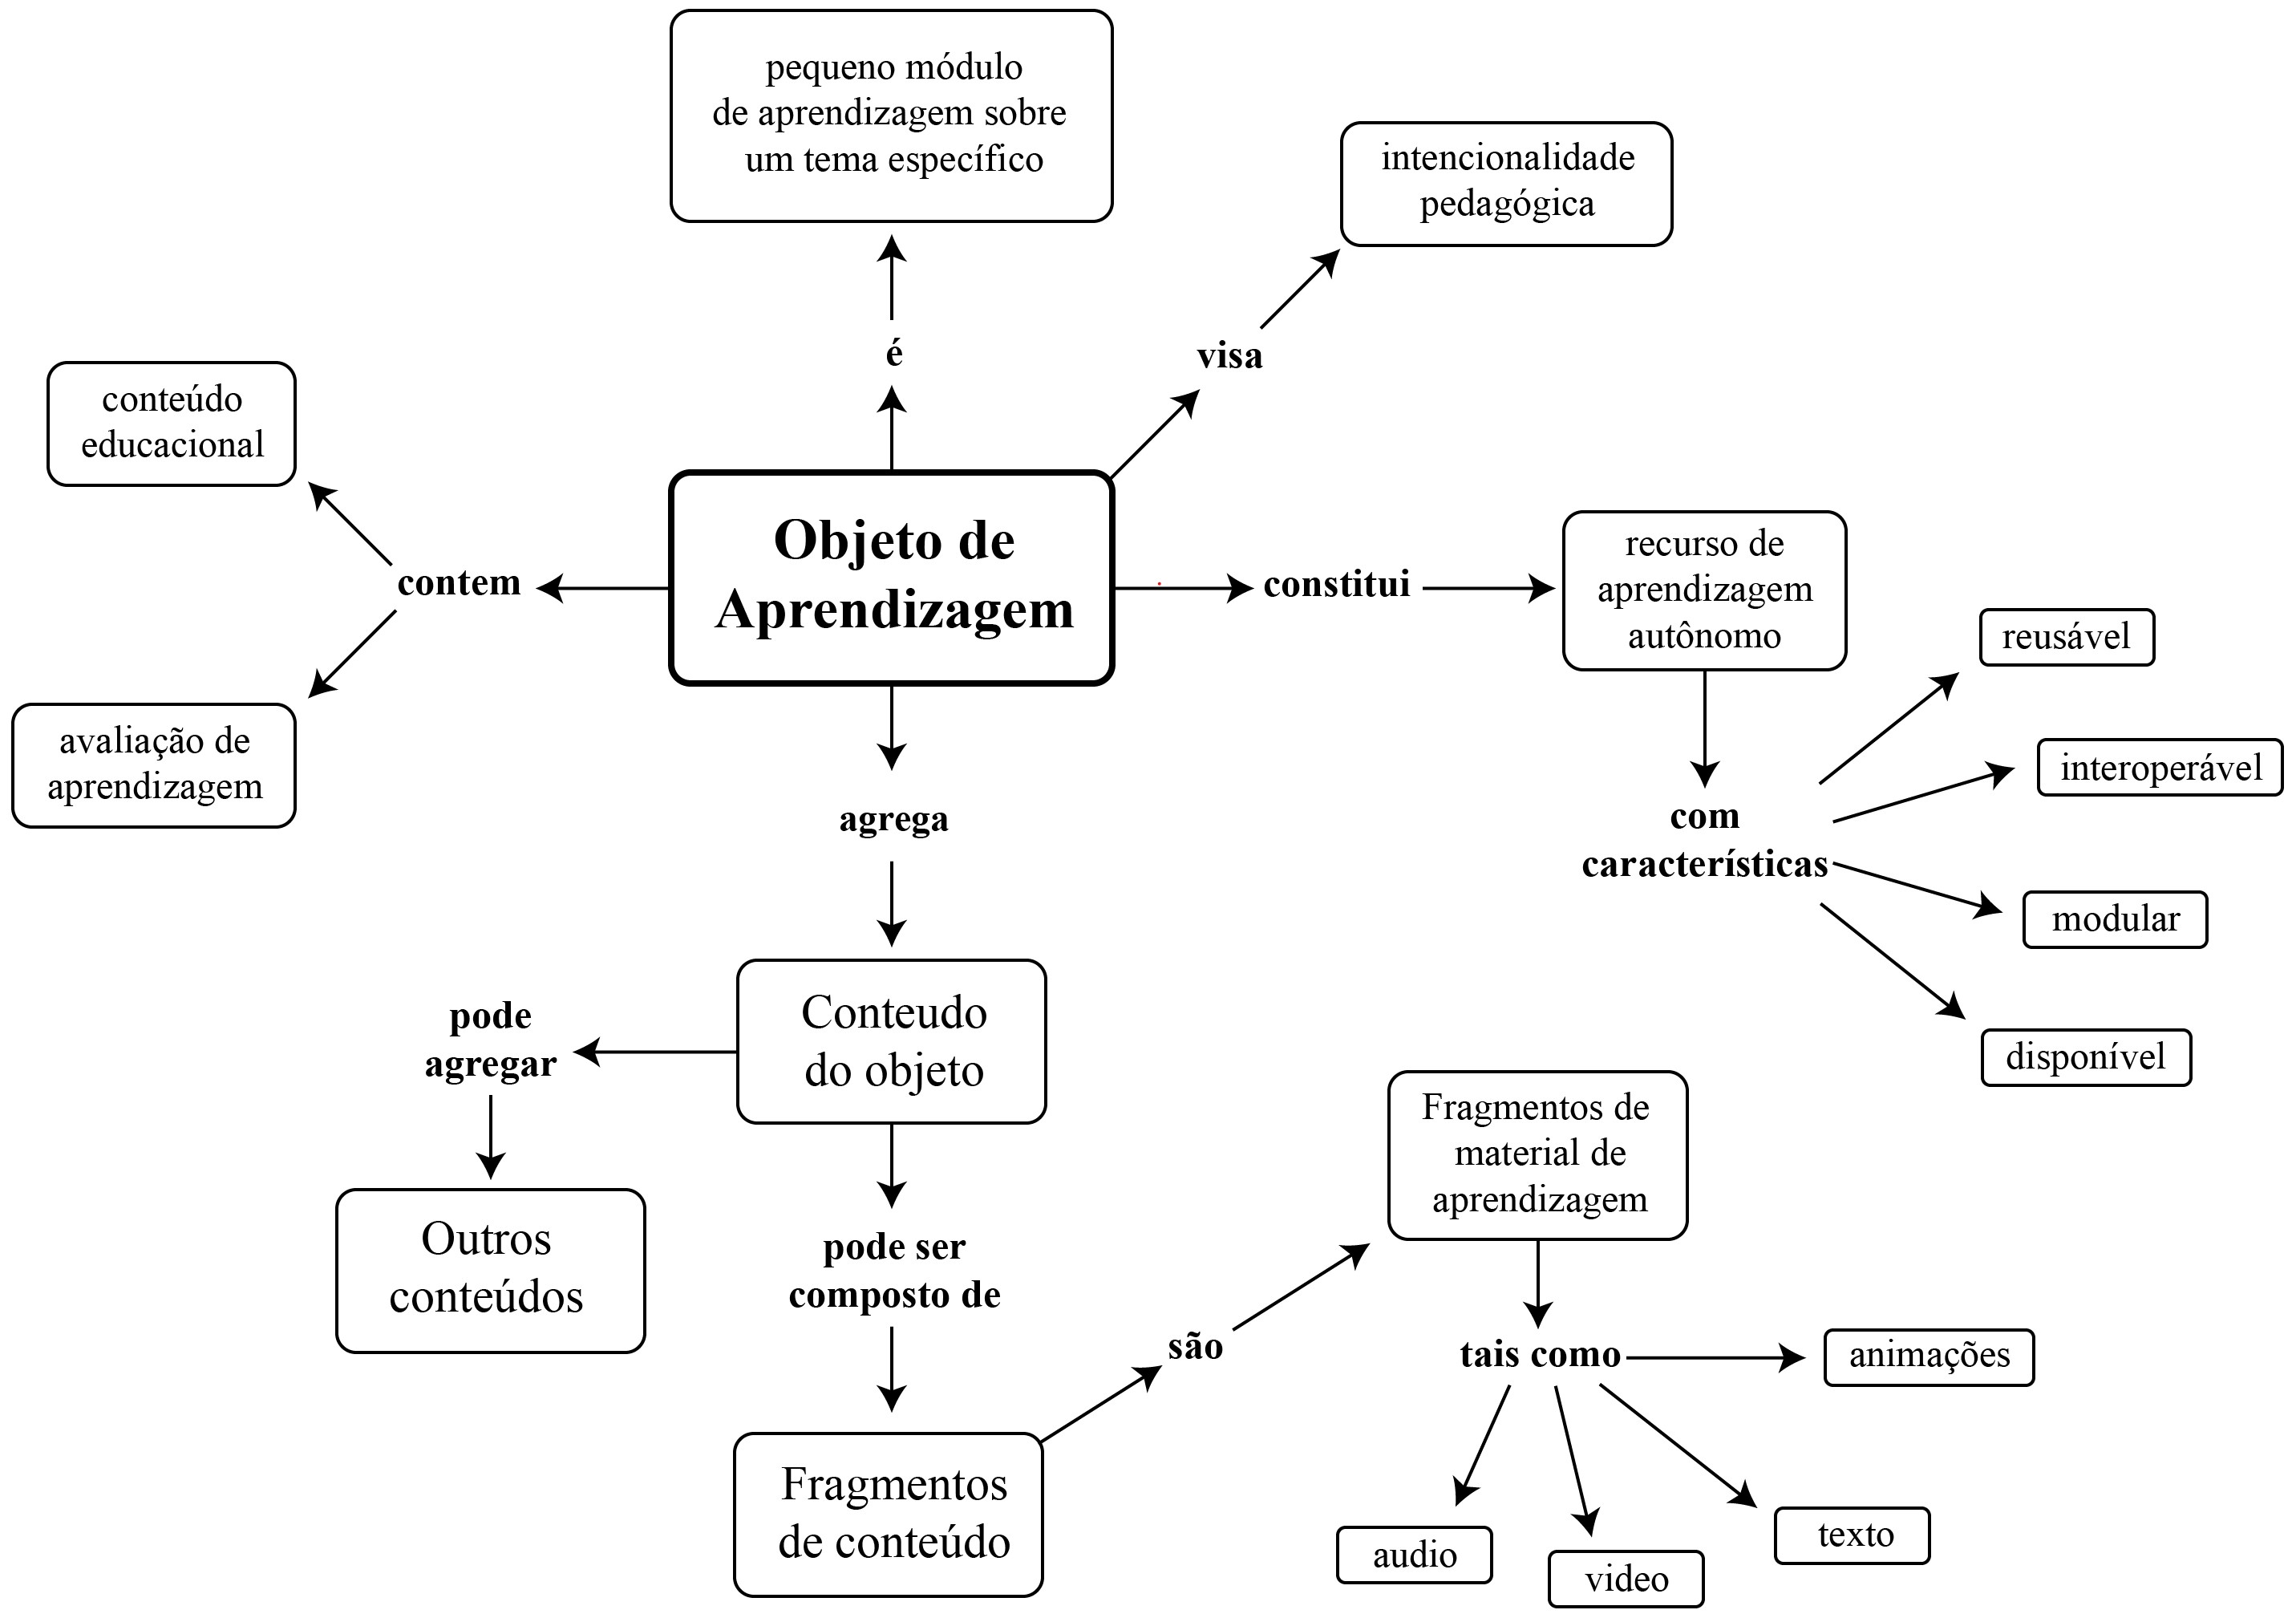 pequeno módulo
de aprendizagem sobre
um tema específico
intencionalidade
pedagógica
é
visa
conteúdo
educacional
Objeto de
Aprendizagem
contem
constitui
recurso de
aprendizagem
autônomo
reusável
avaliação de
aprendizagem
interoperável
agrega
com
características
modular
disponível
Conteudo
do objeto
pode
agregar
Outros
conteúdos
pode ser
composto de
Fragmentos de
material de
aprendizagem
são
tais como
animações
Fragmentos
de conteúdo
audio
video
texto